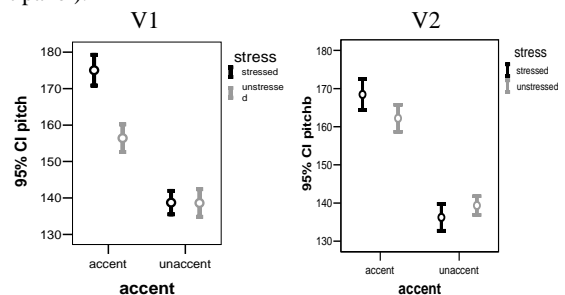 V1
V2
180
170
160
150
140
130
95% CI pitch
accent
unaccent
accent
stress
stressed
unstresse
d
180
170
160
150
140
130
95% CI pitchb
accent
unaccent
accent
stress
stressed
unstressed